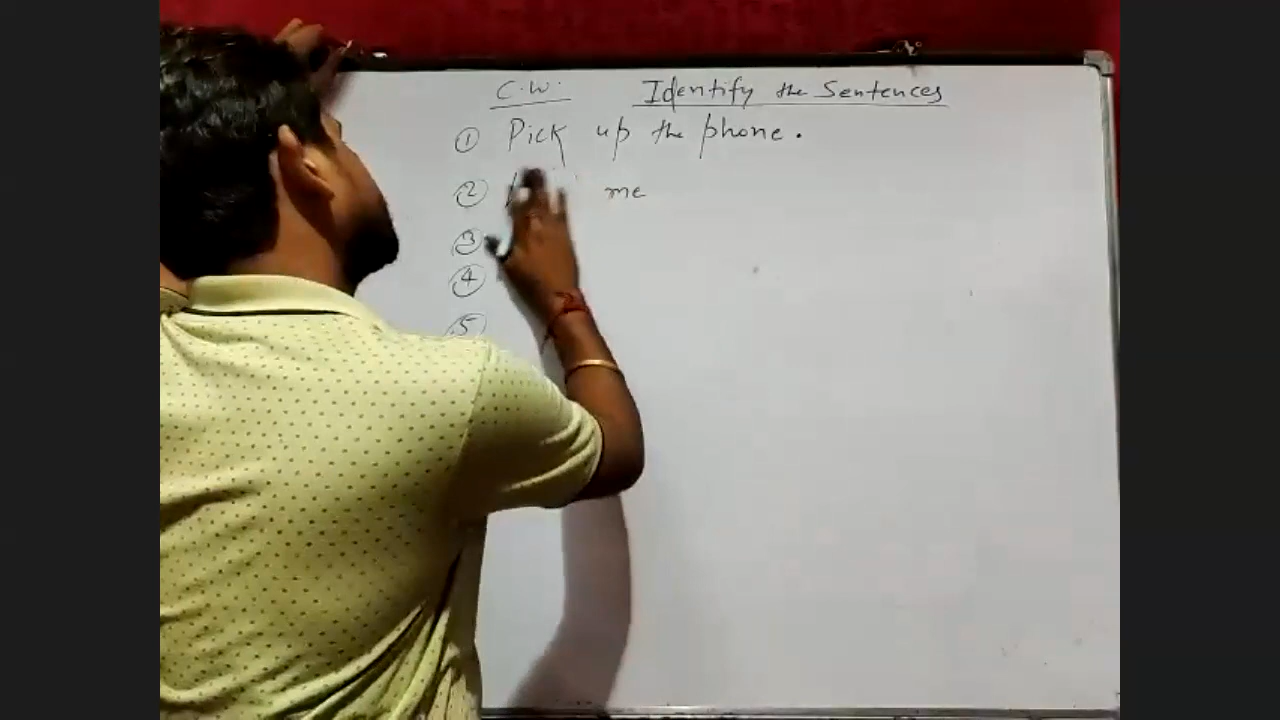 C.W. Identify the Sentences
① Pick up the phone.
② me
③
④
⑤